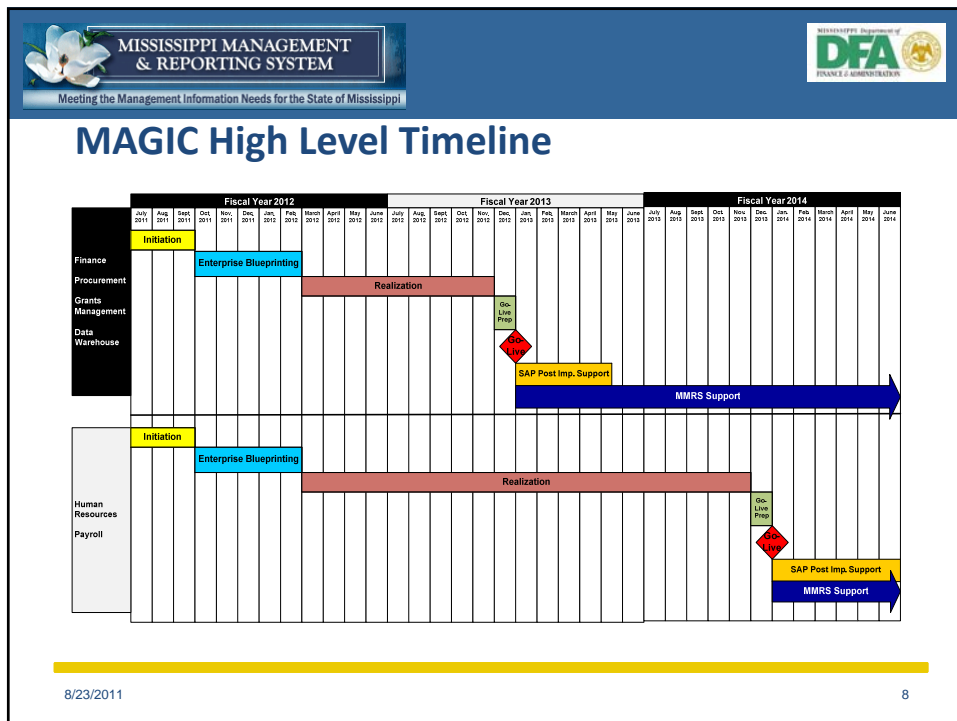 MISSISSIPPI MANAGEMENT
& REPORTING SYSTEM
Meeting the Management Information Needs for the State of Mississippi
MISSISSIPPI Department of
DFA
FINANCE & ADMINISTRATION
MAGIC High Level Timeline
Fiscal Year 2012 Fiscal Year 2013 Fiscal Year 2014
July Aug, Sept, Oct, Nov, Dec, Jan, Feb, March April May June July Aug, Sept, Oct, Nov, Dec, Jan, Feb, March April May June July Aug. Sept. Oct. Nov. Dec. Jan. Feb. March April May June
2011 2011 2011 2011 2011 2011 2012 2012 2012 2012 2012 2012 2012 2012 2012 2012 2012 2012 2013 2013 2013 2013 2013 2013 2013 2013 2013 2013 2013 2013 2014 2014 2014 2014 2014 2014
Initiation
Finance
Enterprise Blueprinting
Procurement
Realization
Grants
Management
Go-
Live
Prep
Data
Warehouse
Go-
Live
SAP Post Imp. Support
MMRS Support
Initiation
Enterprise Blueprinting
Realization
Human
Resources
Go-
Live
Prep
Payroll
Go-
Live
SAP Post Imp. Support
MMRS Support
8/23/2011
8